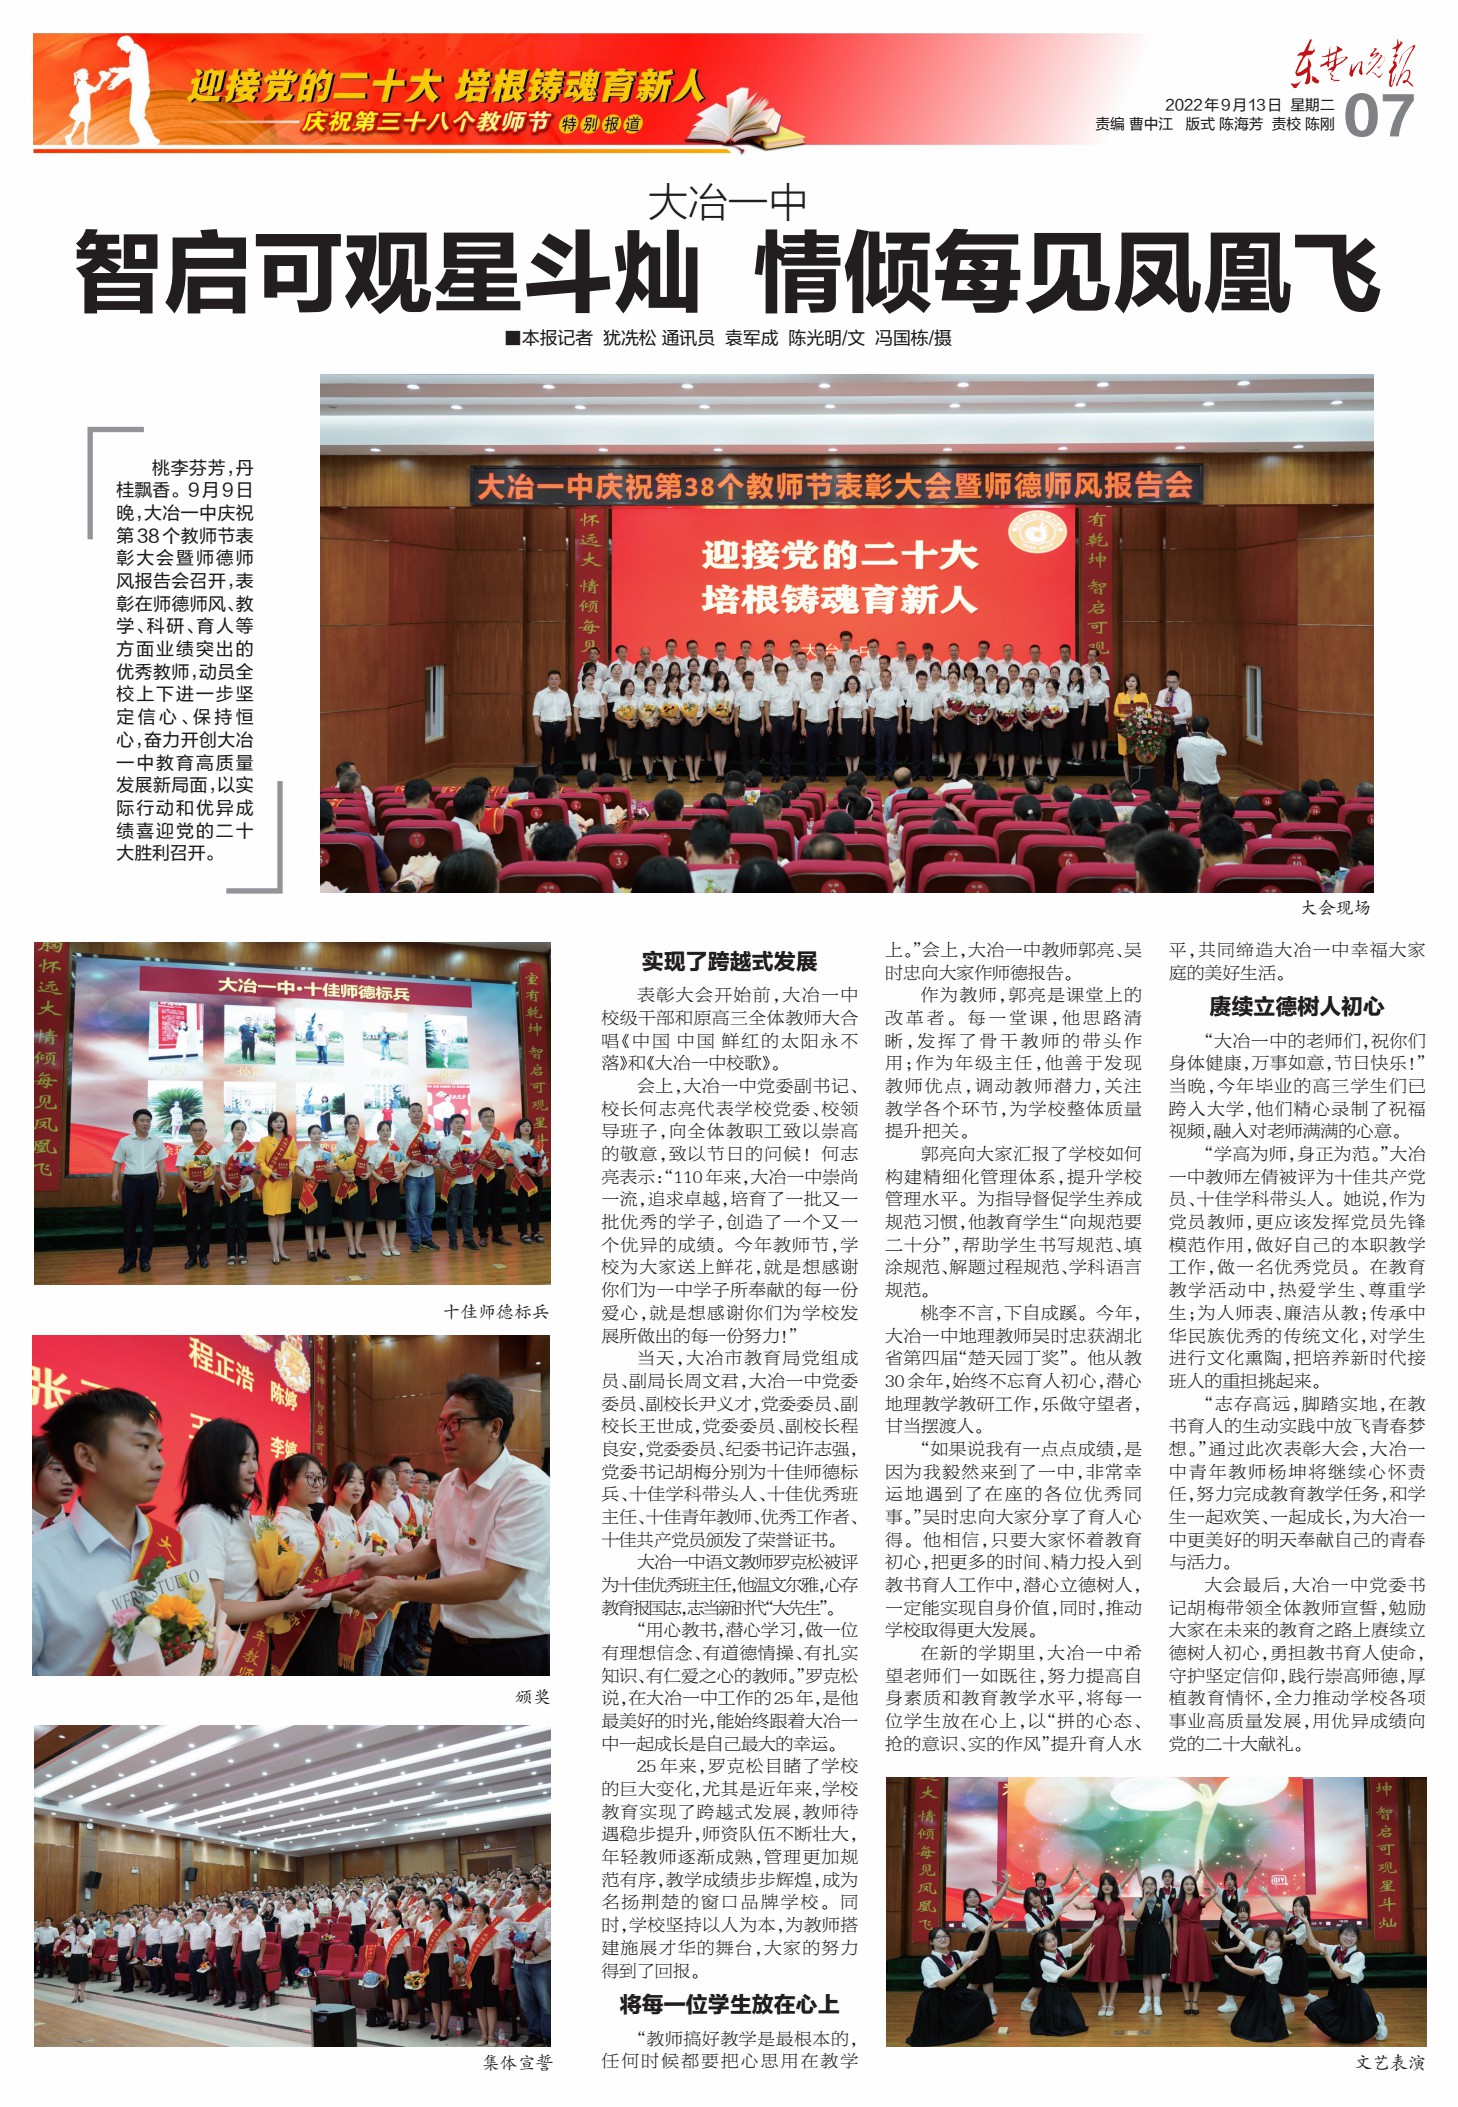 迎接党的二十大 培根铸魂育新人
庆祝第三十八个教师节 特别报道
东楚晚报
2022年9月13日 星期二
责编 曹中江 版式 陈海芳 责校 陈刚
07
大冶一中
智启可观星斗灿 情倾每见凤凰飞
■本报记者 犹冼松 通讯员 袁军成 陈光明/文 冯国栋/摄
桃李芬芳,丹
桂飘香。9月9日
晚,大冶一中庆祝
第38个教师节表
彰大会暨师德师
风报告会召开,表
彰在师德师风、教
学、科研、育人等
方面业绩突出的
优秀教师,动员全
校上下进一步坚
定信心、保持恒
心,奋力开创大冶
一中教育高质量
发展新局面,以实
际行动和优异成
绩喜迎党的二十
大胜利召开。
大冶一中庆祝第38个教师节表彰大会暨师德师风报告会
怀远大 情倾每见
有乾坤 智启可观
迎接党的二十大
培根铸魂育新人
大会现场
胸怀远大 情倾每见凤凰飞
室有乾坤 智启可观星斗
大冶一中·十佳师德标兵
十佳师德标兵
程正浩
陈婷
李婷
颁奖
集体宣誓
实现了跨越式发展
表彰大会开始前,大冶一中
校级干部和原高三全体教师大合
唱《中国 中国 鲜红的太阳永不
落》和《大冶一中校歌》。
会上,大冶一中党委副书记、
校长何志亮代表学校党委、校领
导班子,向全体教职工致以崇高
的敬意,致以节日的问候!何志
亮表示:“110年来,大冶一中崇尚
一流,追求卓越,培育了一批又一
批优秀的学子,创造了一个又一
个优异的成绩。今年教师节,学
校为大家送上鲜花,就是想感谢
你们为一中学子所奉献的每一份
爱心,就是想感谢你们为学校发
展所做出的每一份努力!”
当天,大冶市教育局党组成
员、副局长周文君,大冶一中党委
委员、副校长尹义才,党委委员、副
校长王世成,党委委员、副校长程
良安,党委委员、纪委书记许志强,
党委书记胡梅分别为十佳师德标
兵、十佳学科带头人、十佳优秀班
主任、十佳青年教师、优秀工作者、
十佳共产党员颁发了荣誉证书。
大冶一中语文教师罗克松被评
为十佳优秀班主任,他温文尔雅,心存
教育报国志,志当新时代“大先生”。
“用心教书,潜心学习,做一位
有理想信念、有道德情操、有扎实
知识、有仁爱之心的教师。”罗克松
说,在大冶一中工作的25年,是他
最美好的时光,能始终跟着大冶一
中一起成长是自己最大的幸运。
25年来,罗克松目睹了学校
的巨大变化,尤其是近年来,学校
教育实现了跨越式发展,教师待
遇稳步提升,师资队伍不断壮大,
年轻教师逐渐成熟,管理更加规
范有序,教学成绩步步辉煌,成为
名扬荆楚的窗口品牌学校。同
时,学校坚持以人为本,为教师搭
建施展才华的舞台,大家的努力
得到了回报。
将每一位学生放在心上
“教师搞好教学是最根本的,
任何时候都要把心思用在教学
上。”会上,大冶一中教师郭亮、吴
时忠向大家作师德报告。
作为教师,郭亮是课堂上的
改革者。每一堂课,他思路清
晰,发挥了骨干教师的带头作
用;作为年级主任,他善于发现
教师优点,调动教师潜力,关注
教学各个环节,为学校整体质量
提升把关。
郭亮向大家汇报了学校如何
构建精细化管理体系,提升学校
管理水平。为指导督促学生养成
规范习惯,他教育学生“向规范要
二十分”,帮助学生书写规范、填
涂规范、解题过程规范、学科语言
规范。
桃李不言,下自成蹊。今年,
大冶一中地理教师吴时忠获湖北
省第四届“楚天园丁奖”。他从教
30余年,始终不忘育人初心,潜心
地理教学教研工作,乐做守望者,
甘当摆渡人。
“如果说我有一点点成绩,是
因为我毅然来到了一中,非常幸
运地遇到了在座的各位优秀同
事。”吴时忠向大家分享了育人心
得。他相信,只要大家怀着教育
初心,把更多的时间、精力投入到
教书育人工作中,潜心立德树人,
一定能实现自身价值,同时,推动
学校取得更大发展。
在新的学期里,大冶一中希
望老师们一如既往,努力提高自
身素质和教育教学水平,将每一
位学生放在心上,以“拼的心态、
抢的意识、实的作风”提升育人水
平,共同缔造大冶一中幸福大家
庭的美好生活。
赓续立德树人初心
“大冶一中的老师们,祝你们
身体健康,万事如意,节日快乐!”
当晚,今年毕业的高三学生们已
跨入大学,他们精心录制了祝福
视频,融入对老师满满的心意。
“学高为师,身正为范。”大冶
一中教师左倩被评为十佳共产党
员、十佳学科带头人。她说,作为
党员教师,更应该发挥党员先锋
模范作用,做好自己的本职教学
工作,做一名优秀党员。在教育
教学活动中,热爱学生、尊重学
生;为人师表、廉洁从教;传承中
华民族优秀的传统文化,对学生
进行文化熏陶,把培养新时代接
班人的重担挑起来。
“志存高远,脚踏实地,在教
书育人的生动实践中放飞青春梦
想。”通过此次表彰大会,大冶一
中青年教师杨坤将继续心怀责
任,努力完成教育教学任务,和学
生一起欢笑、一起成长,为大冶一
中更美好的明天奉献自己的青春
与活力。
大会最后,大冶一中党委书
记胡梅带领全体教师宣誓,勉励
大家在未来的教育之路上赓续立
德树人初心,勇担教书育人使命,
守护坚定信仰,践行崇高师德,厚
植教育情怀,全力推动学校各项
事业高质量发展,用优异成绩向
党的二十大献礼。
远大 情倾每见凤凰飞
坤 智启可观星斗灿
文艺表演